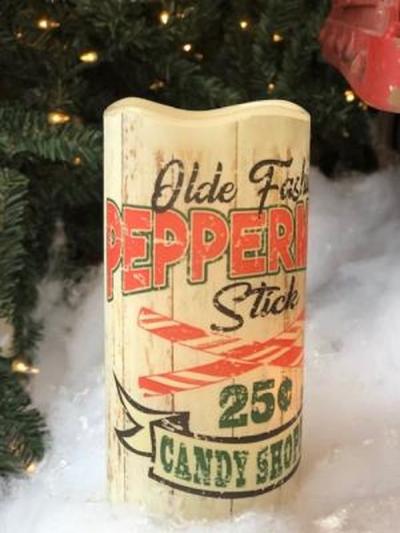 Olde Fash
PEPPERM
Stick
25¢
CANDY SHOP